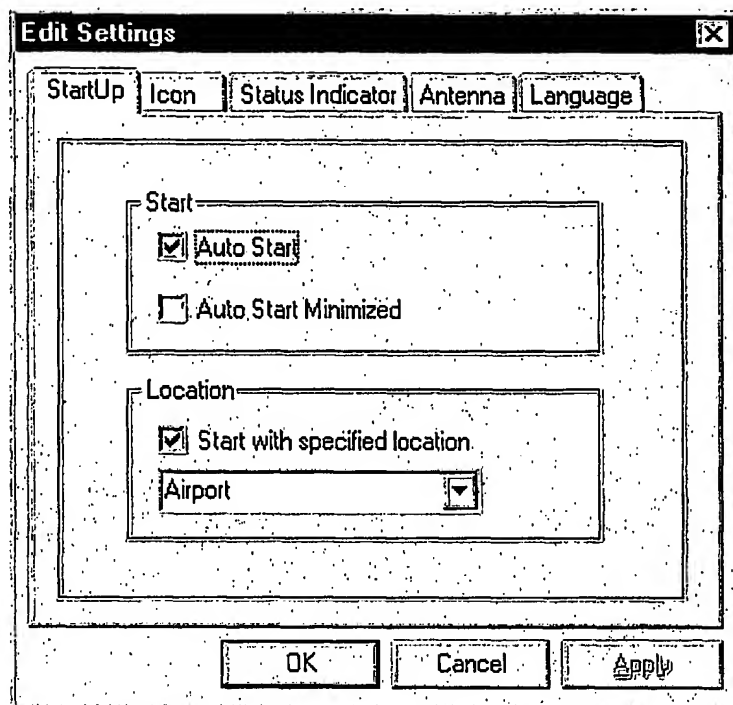 Edit Settings
StartUp Icon Status Indicator Antenna Language
Start
Auto Start
Auto Start Minimized
Location
Start with specified location
Airport
OK Cancel Apply